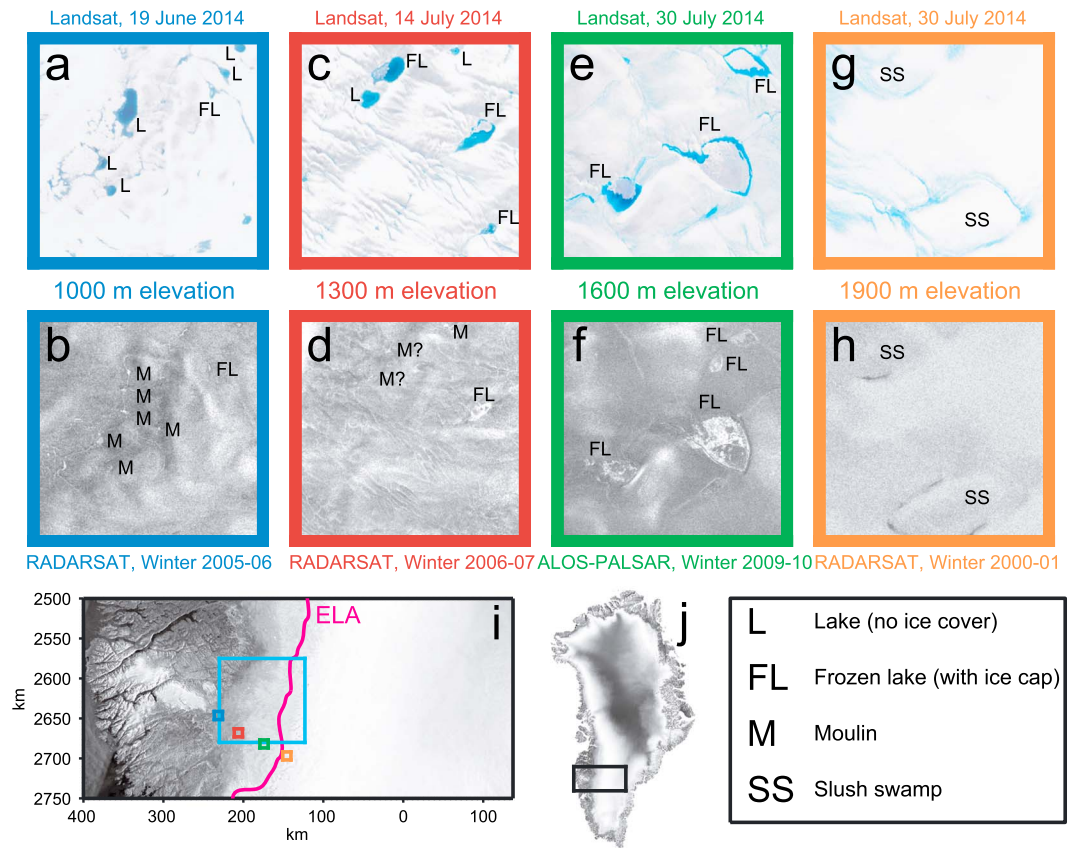 Landsat, 19 June 2014
Landsat, 14 July 2014
Landsat, 30 July 2014
Landsat, 30 July 2014
a
L
L
FL
L
L
L
c
FL
L
L
FL
FL
e
FL
FL
FL
g
SS
SS
1000 m elevation
1300 m elevation
1600 m elevation
1900 m elevation
b
M
M
M
M
M
M
FL
d
M
M?
M?
FL
f
FL
FL
FL
FL
h
SS
SS
RADARSAT, Winter 2005-06
RADARSAT, Winter 2006-07
ALOS-PALSAR, Winter 2009-10
RADARSAT, Winter 2000-01
2500
2550
2600
2650
2700
2750
km
ELA
i
400
300
200
100
0
100
km
j
L Lake (no ice cover)
FL Frozen lake (with ice cap)
M Moulin
SS Slush swamp